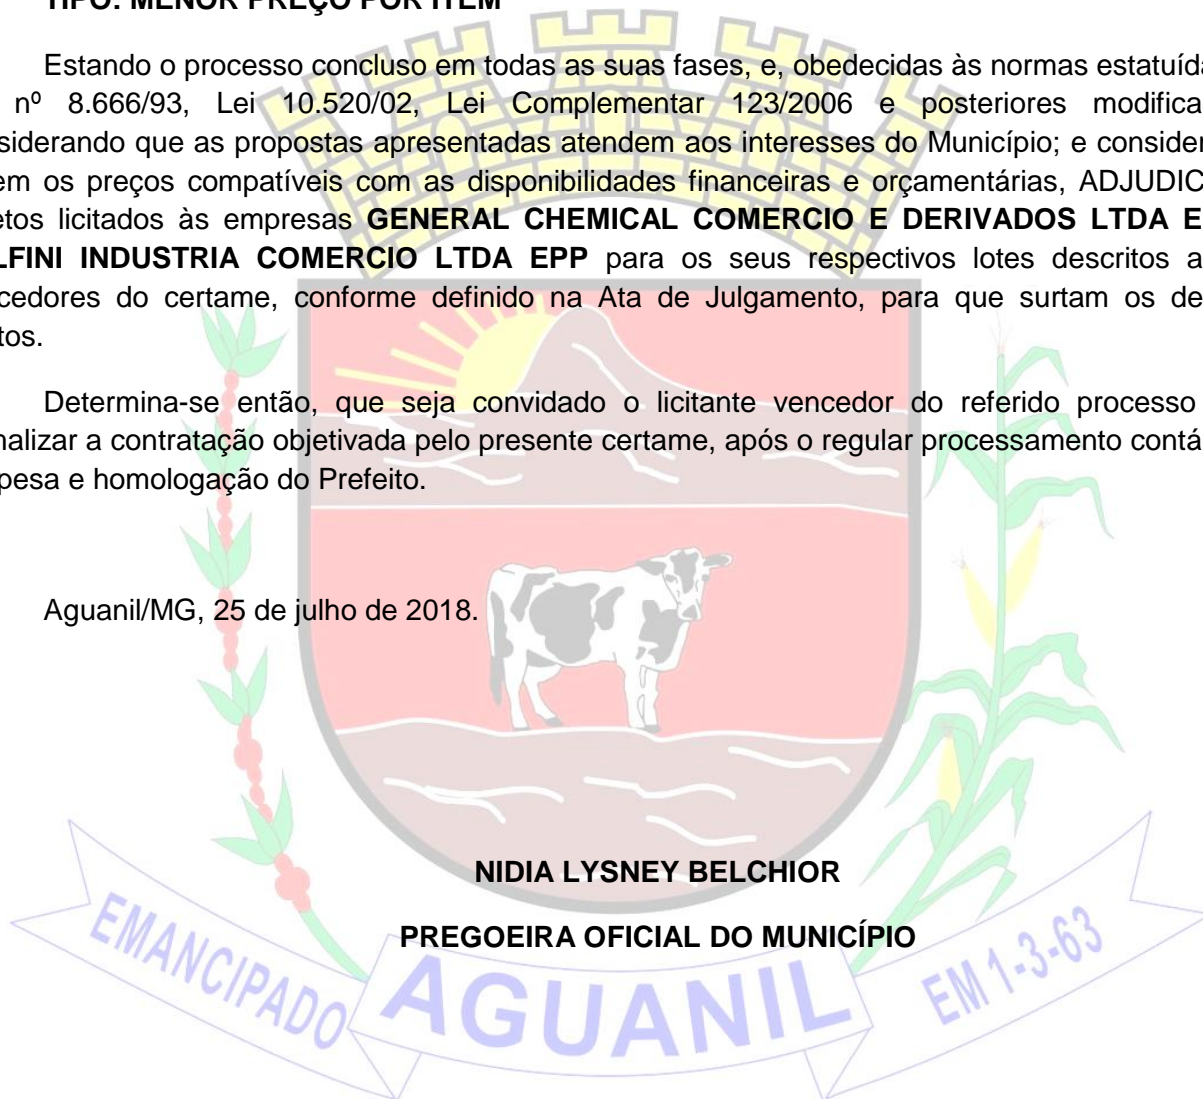 TIPO: MENOR PREÇO POR ITEM
Estando o processo concluso em todas as suas fases, e, obedecidas às normas estatuída
nº 8.666/93, Lei 10.520/02, Lei Complementar 123/2006 e posteriores modifica
siderando que as propostas apresentadas atendem aos interesses do Município; e consider
em os preços compatíveis com as disponibilidades financeiras e orçamentárias, ADJUDIC
etos licitados às empresas GENERAL CHEMICAL COMERCIO E DERIVADOS LTDA E
LFINI INDUSTRIA COMERCIO LTDA EPP para os seus respectivos lotes descritos a
cedores do certame, conforme definido na Ata de Julgamento, para que surtam os de
tos.
Determina-se então, que seja convidado o licitante vencedor do referido processo
nalizar a contratação objetivada pelo presente certame, após o regular processamento contá
pesa e homologação do Prefeito.
Aguanil/MG, 25 de julho de 2018.
NIDIA LYSNEY BELCHIOR
PREGOEIRA OFICIAL DO MUNICÍPIO
EMANCIPADO
AGUANIL
EM 1-3-63